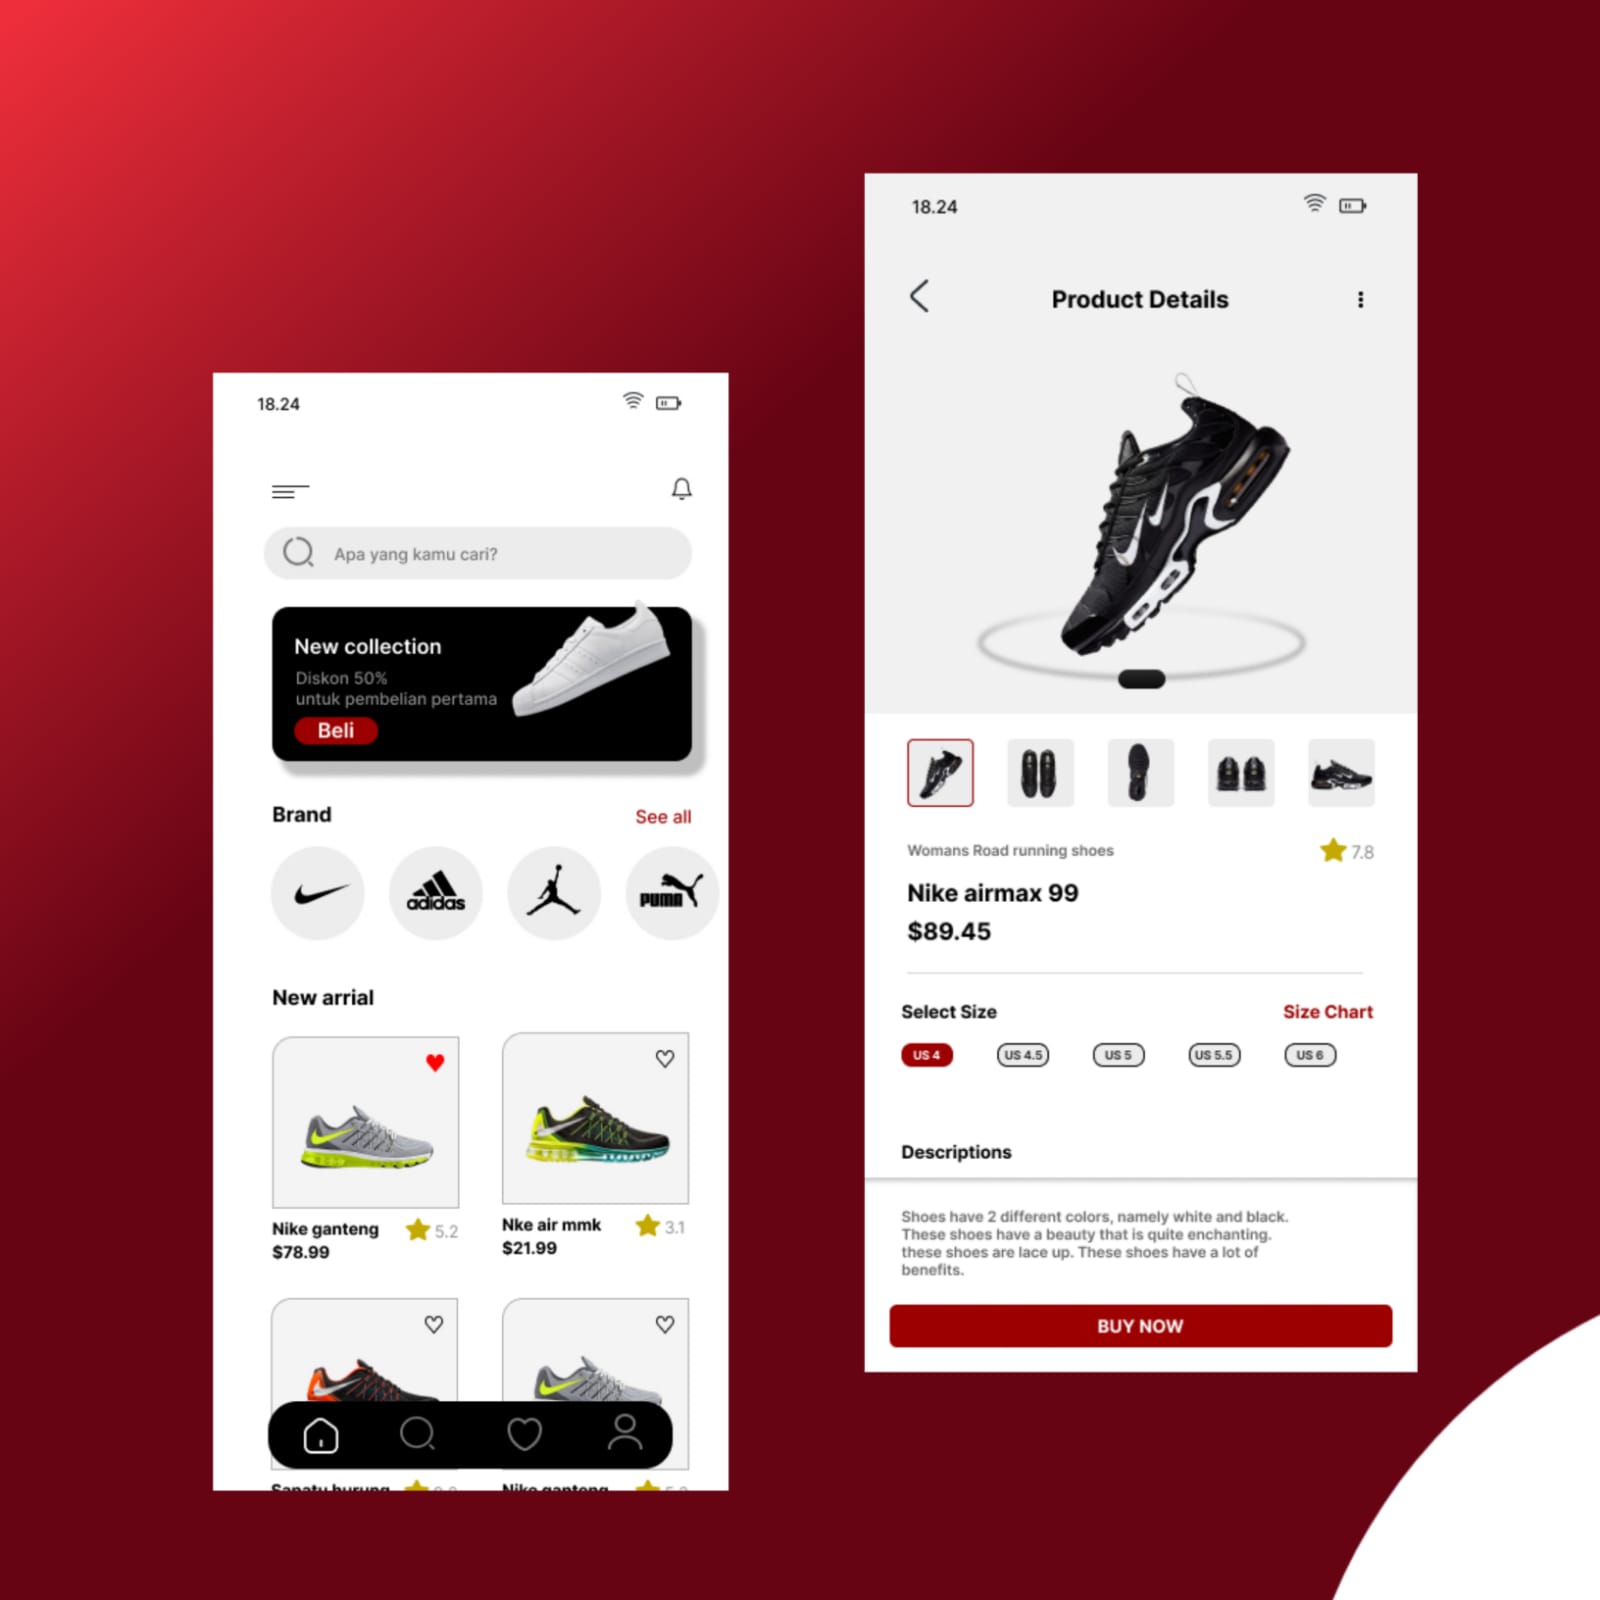 18.24
Apa yang kamu cari?
New collection
Diskon 50%
untuk pembelian pertama
Beli
Brand
See all
adidas
PUMA
New arrial
Nike ganteng
5.2
$78.99
Nke air mmk
3.1
$21.99
Sapatu burung
Nike ganteng
18.24
Product Details
Womans Road running shoes
7.8
Nike airmax 99
$89.45
Select Size
Size Chart
US 4
US 4.5
US 5
US 5.5
US 6
Descriptions
Shoes have 2 different colors, namely white and black.
These shoes have a beauty that is quite enchanting.
these shoes are lace up. These shoes have a lot of
benefits.
BUY NOW